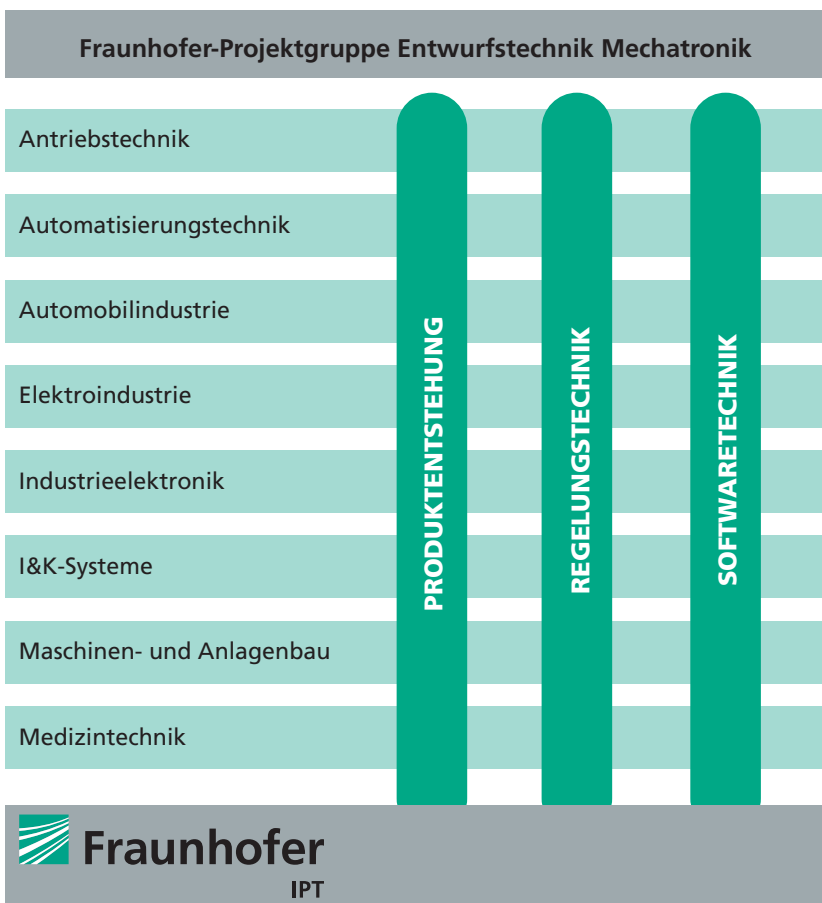 Fraunhofer-Projektgruppe Entwurfstechnik Mechatronik
Antriebstechnik
Automatisierungstechnik
Automobilindustrie
Elektroindustrie
Industrieelektronik
I&K-Systeme
Maschinen- und Anlagenbau
Medizintechnik
PRODUKTENTSTEHUNG
REGELUNGSTECHNIK
SOFTWARETECHNIK
Fraunhofer
IPT